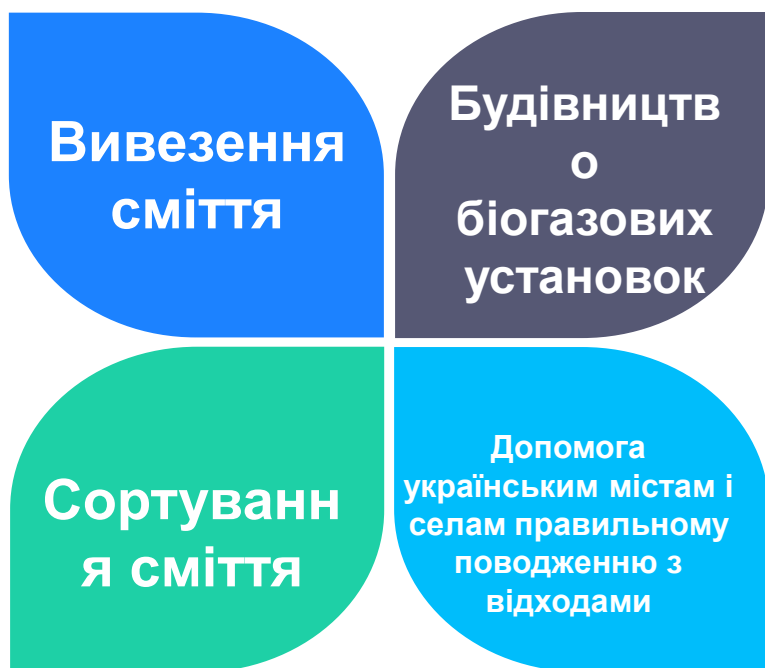 Вивезення
сміття
Будівництв
о
біогазових
установок
Сортуванн
я сміття
Допомога
українським містам і
селам правильному
поводженню з
відходами